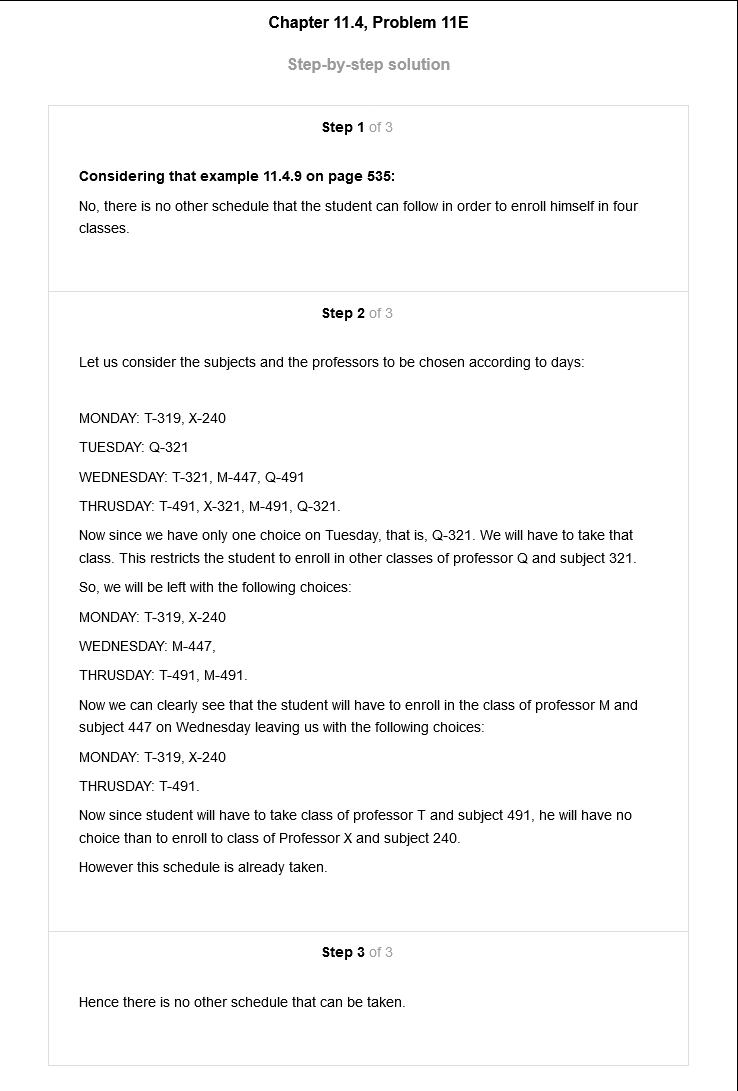 Chapter 11.4, Problem 11E
Step-by-step solution
Step 1 of 3
Considering that example 11.4.9 on page 535:
No, there is no other schedule that the student can follow in order to enroll himself in four
classes.
Step 2 of 3
Let us consider the subjects and the professors to be chosen according to days:
MONDAY: T-319, X-240
TUESDAY: Q-321
WEDNESDAY: T-321, M-447, Q-491
THRUSDAY: T-491, X-321, M-491, Q-321.
Now since we have only one choice on Tuesday, that is, Q-321. We will have to take that
class. This restricts the student to enroll in other classes of professor Q and subject 321.
So, we will be left with the following choices:
MONDAY: T-319, X-240
WEDNESDAY: M-447,
THRUSDAY: T-491, M-491.
Now we can clearly see that the student will have to enroll in the class of professor M and
subject 447 on Wednesday leaving us with the following choices:
MONDAY: T-319, X-240
THRUSDAY: T-491.
Now since student will have to take class of professor T and subject 491, he will have no
choice than to enroll to class of Professor X and subject 240.
However this schedule is already taken.
Step 3 of 3
Hence there is no other schedule that can be taken.